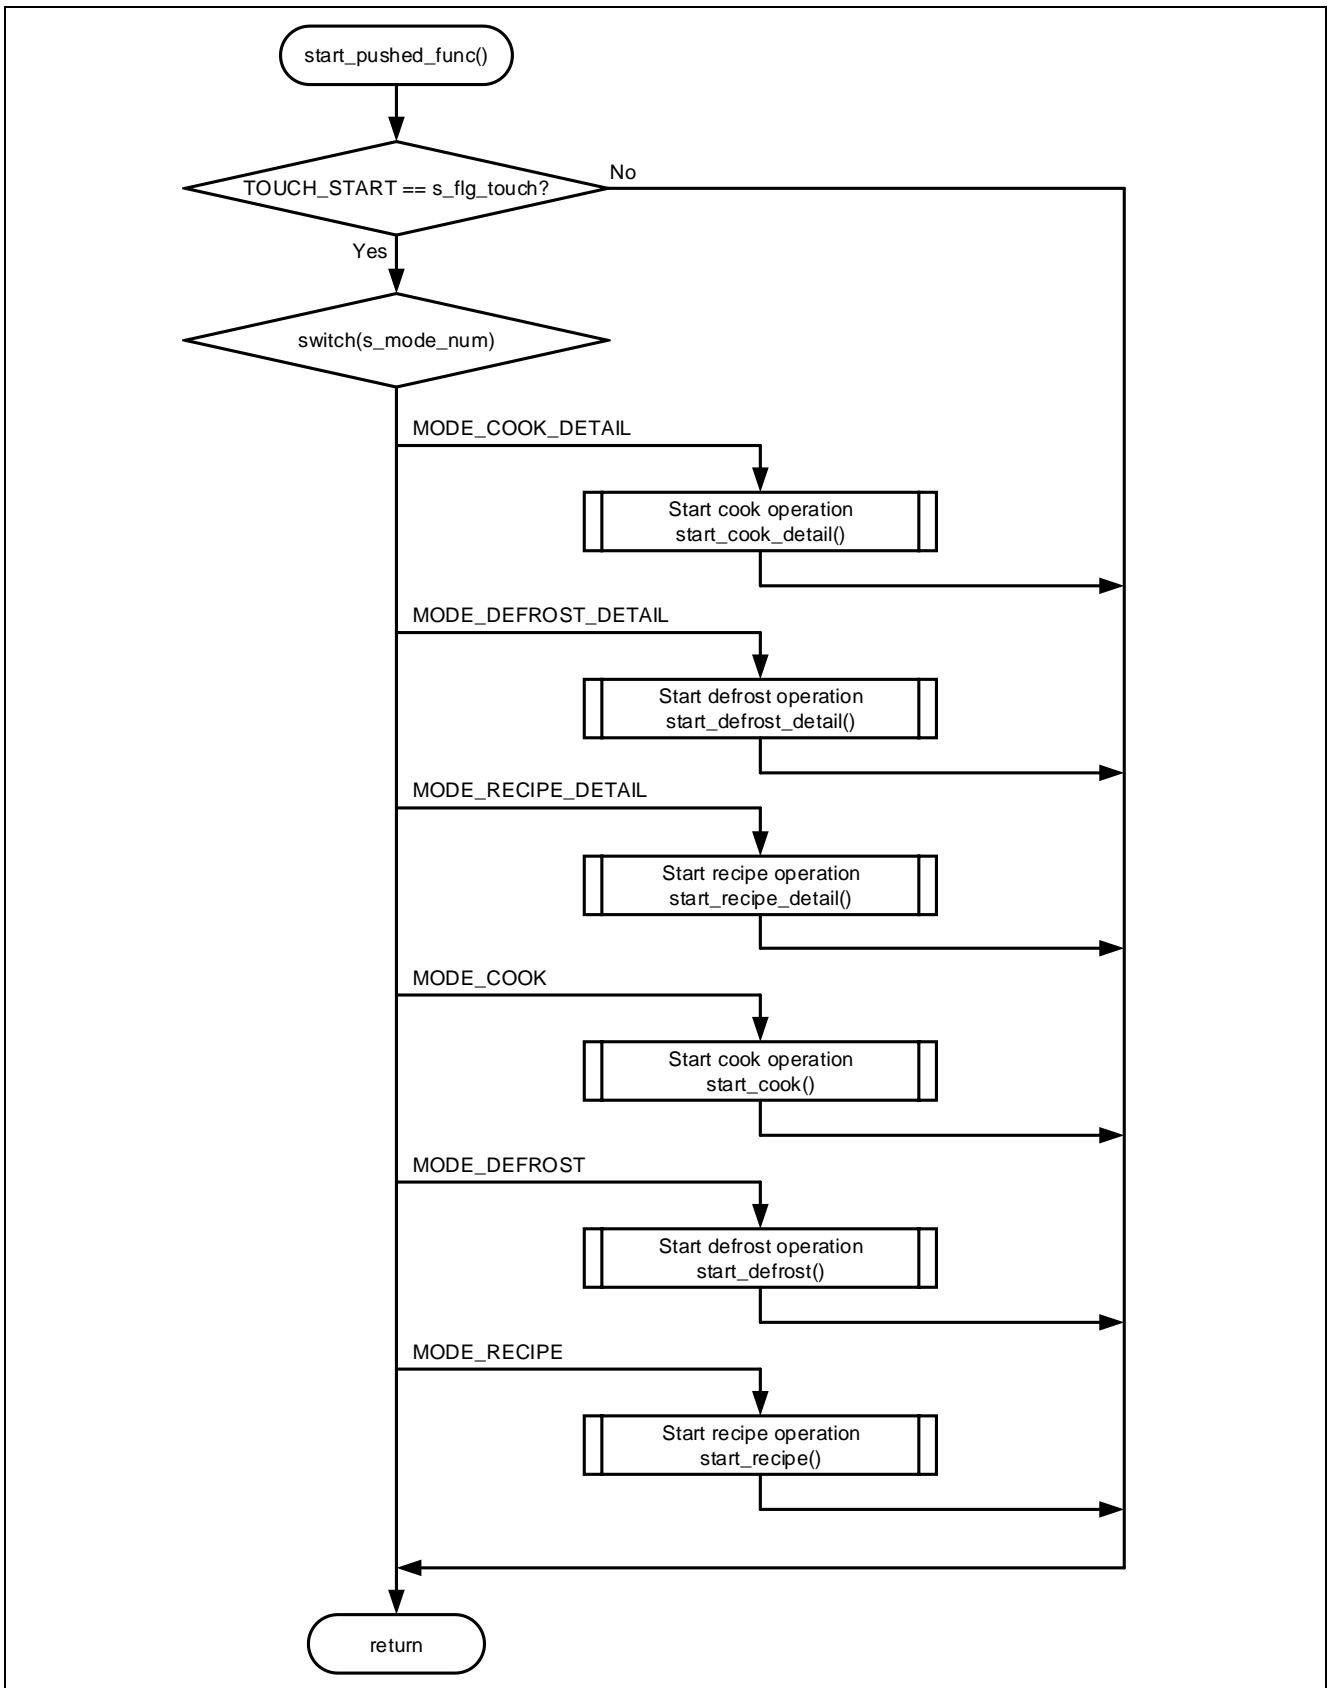 start_pushed_func()
TOUCH_START == s_flg_touch?
No
Yes
switch(s_mode_num)
MODE_COOK_DETAIL
Start cook operation
start_cook_detail()
MODE_DEFROST_DETAIL
Start defrost operation
start_defrost_detail()
MODE_RECIPE_DETAIL
Start recipe operation
start_recipe_detail()
MODE_COOK
Start cook operation
start_cook()
MODE_DEFROST
Start defrost operation
start_defrost()
MODE_RECIPE
Start recipe operation
start_recipe()
return